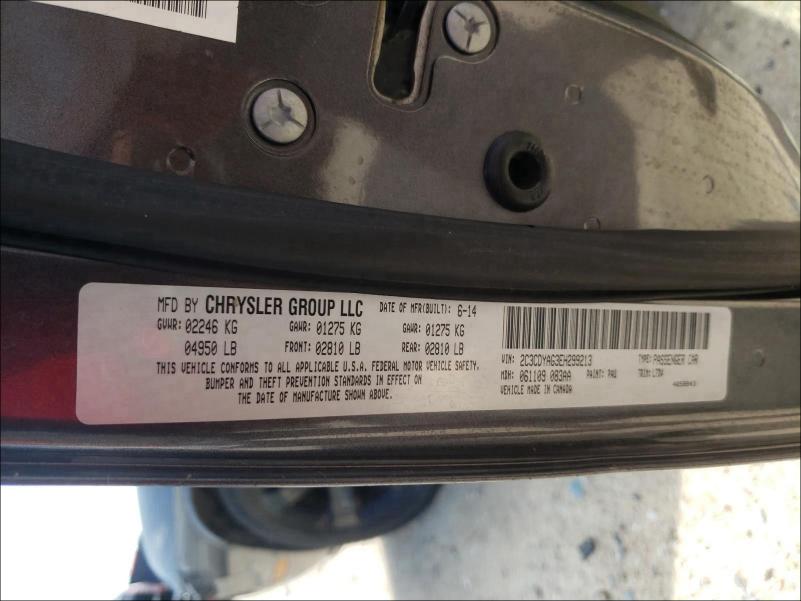 MFD BY CHRYSLER GROUP LLC DATE OF MFR(BUILT): 6-14
GVWR: 02246 KG GAWR: 01275 KG GAWR: 01275 KG
04950 LB FRONT: 02810 LB REAR: 02810 LB
THIS VEHICLE CONFORMS TO ALL APPLICABLE U.S.A. FEDERAL MOTOR VEHICLE SAFETY.
BUMPER AND THEFT PREVENTION STANDARDS IN EFFECT ON
THE DATE OF MANUFACTURE SHOWN ABOVE.
VIN: 2C3CDYAG3EH299213 TYPE: PASSENGER CAR
MDH: 061109 083AA PAINT: PAU TRIM:
VEHICLE MADE IN CANADA